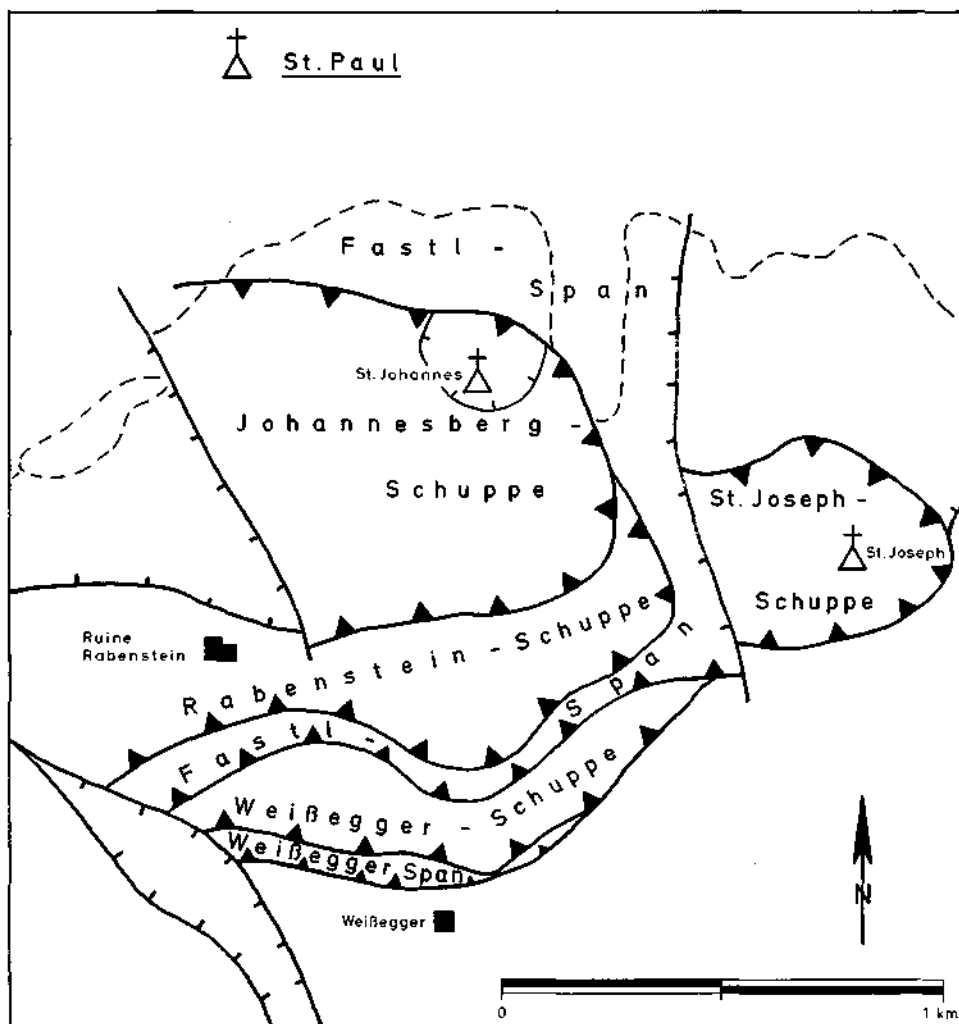 St. Paul
Fastl-
Span
St. Johannes
Johannesberg-
Schuppe
St. Joseph-
St. Joseph
Schuppe
Ruine
Rabenstein
Rabenstein-Schuppe
Fastl-Span
Weißegger-Schuppe
Weißegger Span
Weißegger
N
0
1 km